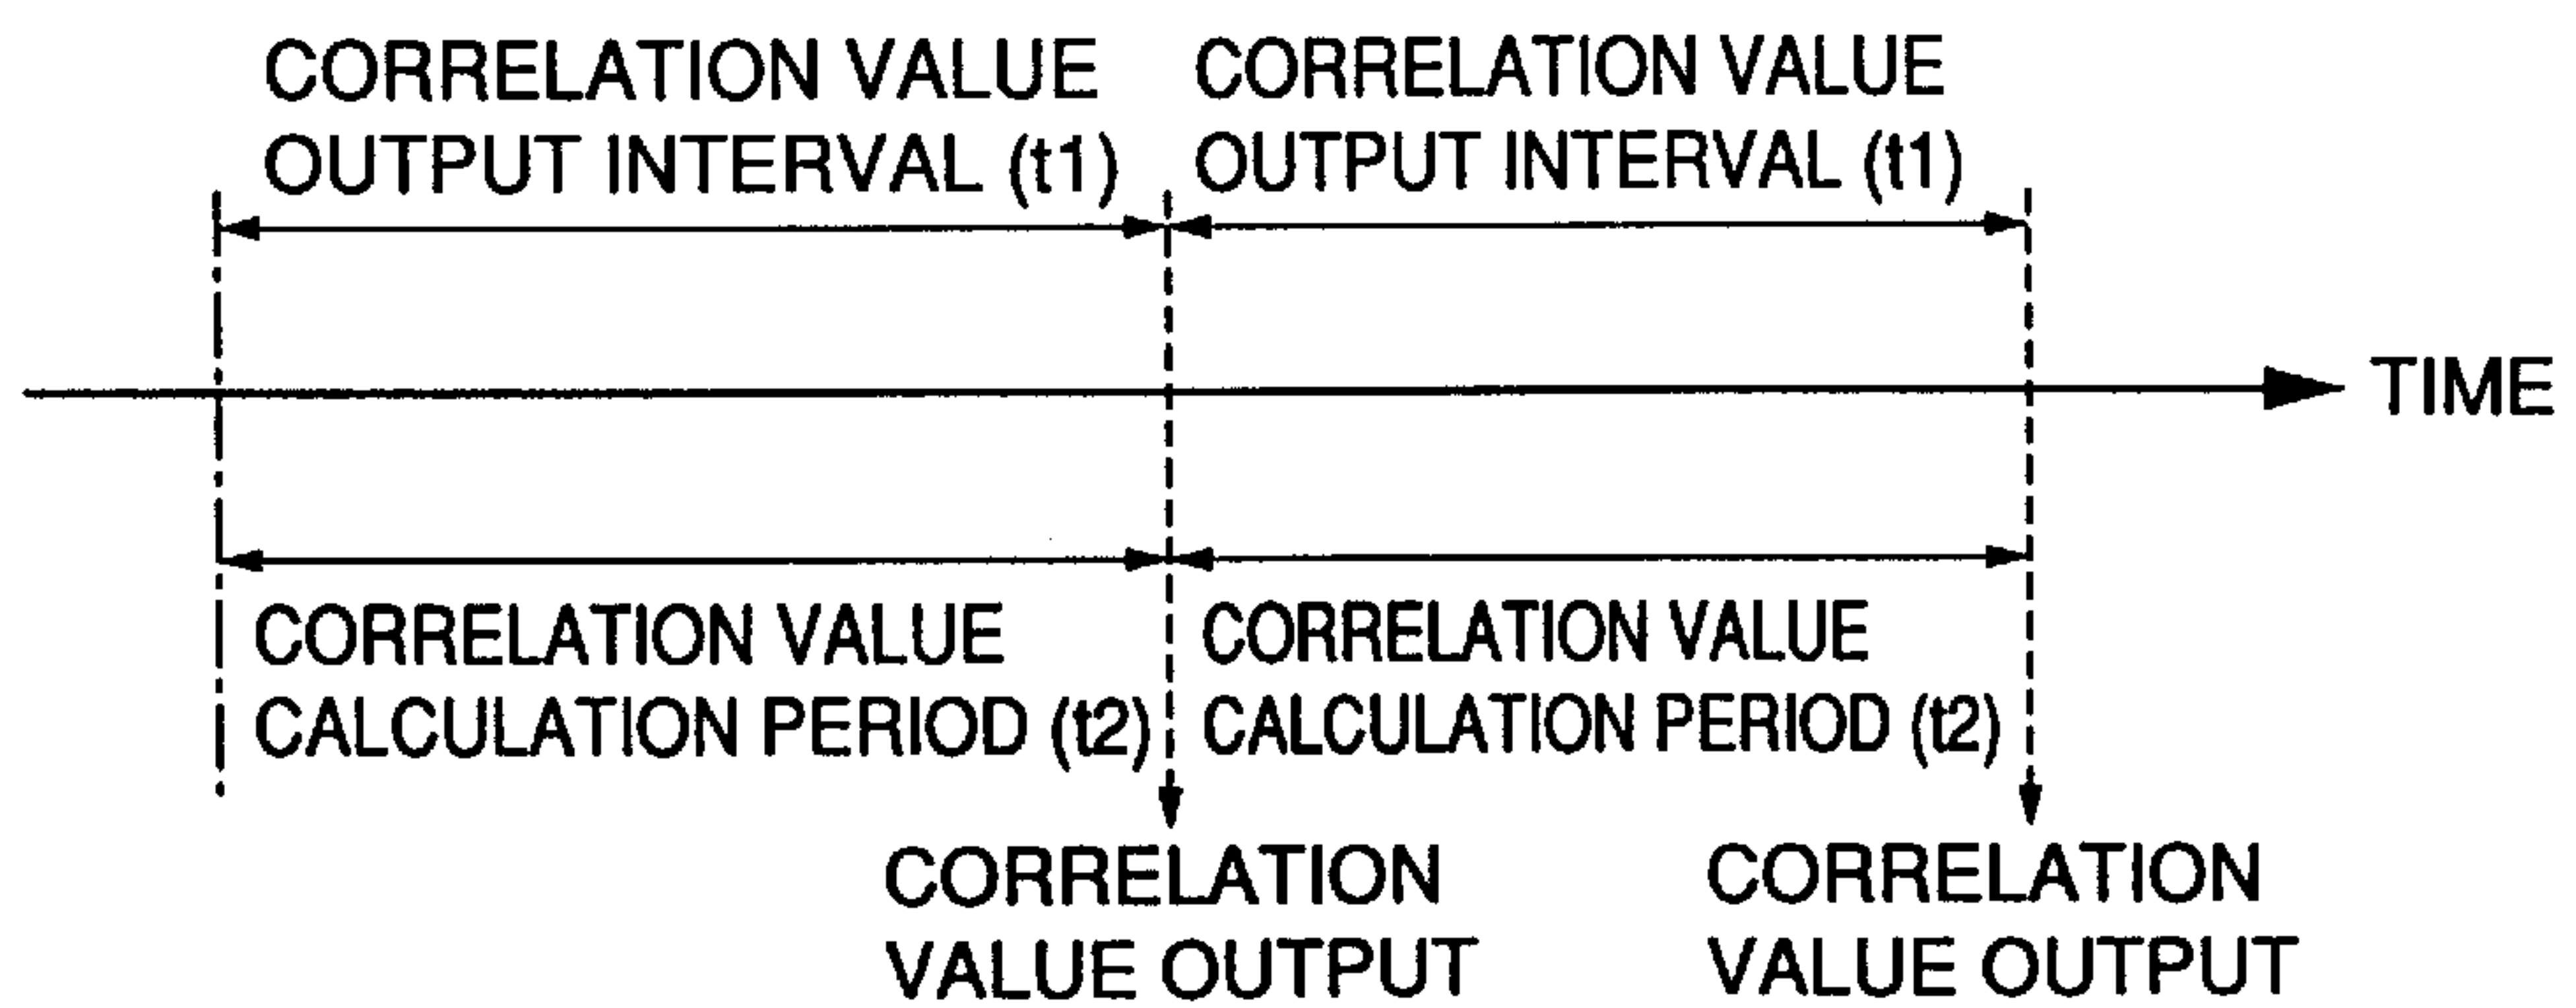 CORRELATION VALUE
OUTPUT INTERVAL (t1)
CORRELATION VALUE
OUTPUT INTERVAL (t1)
TIME
CORRELATION VALUE
CALCULATION PERIOD (t2)
CORRELATION VALUE
CALCULATION PERIOD (t2)
CORRELATION
VALUE OUTPUT
CORRELATION
VALUE OUTPUT